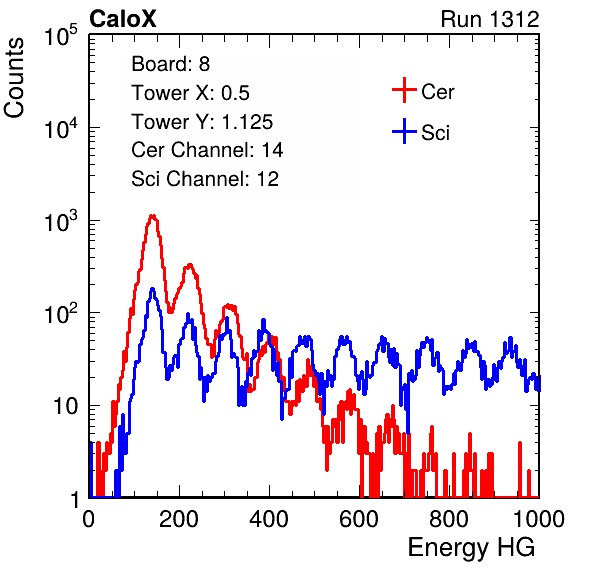 CaloX Run 1312
Counts
10^5
10^4
10^3
10^2
10
1
Board: 8
Tower X: 0.5
Tower Y: 1.125
Cer Channel: 14
Sci Channel: 12
Cer
Sci
0 200 400 600 800 1000
Energy HG